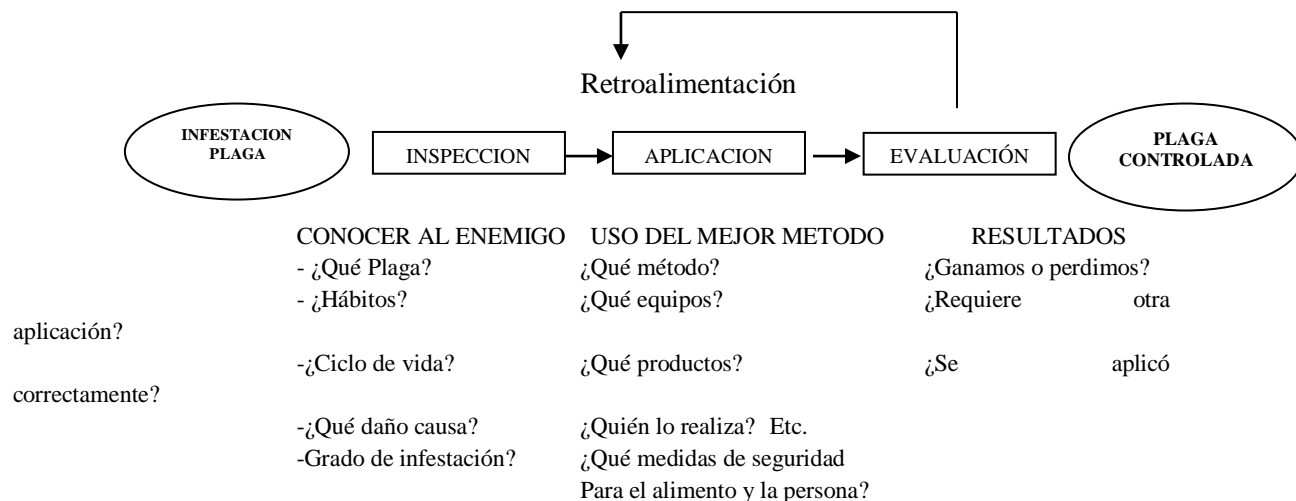 Retroalimentación
INFESTACION
PLAGA
INSPECCION
APLICACION
EVALUACIÓN
PLAGA
CONTROLADA
CONOCER AL ENEMIGO USO DEL MEJOR METODO RESULTADOS
- ¿Qué Plaga? ¿Qué método? ¿Ganamos o perdimos?
- ¿Hábitos? ¿Qué equipos? ¿Requiere otra
aplicación?
-¿Ciclo de vida? ¿Qué productos? ¿Se aplicó
correctamente?
-¿Qué daño causa? ¿Quién lo realiza? Etc.
-Grado de infestación? ¿Qué medidas de seguridad
Para el alimento y la persona?